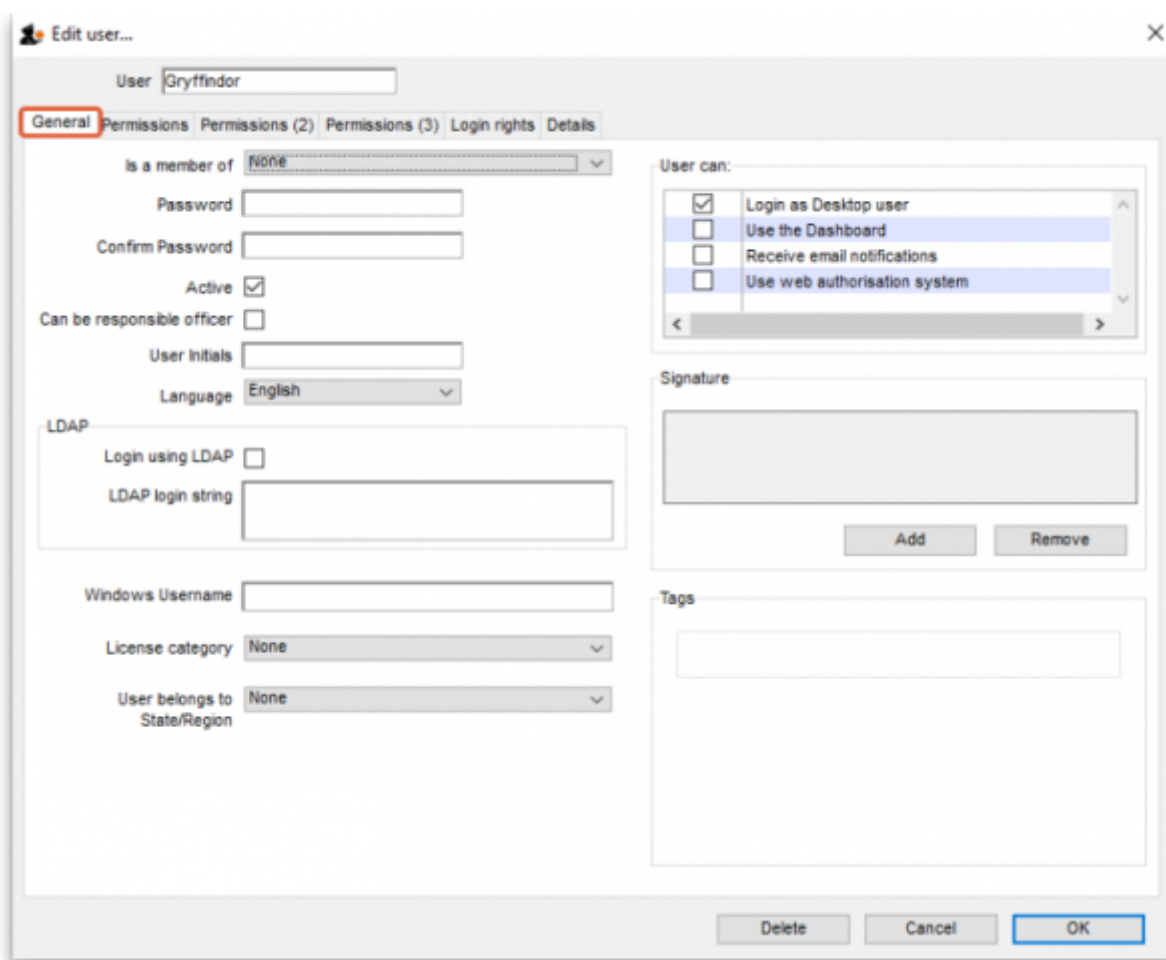 Edit user...
User Gryffindor
General Permissions Permissions (2) Permissions (3) Login rights Details
Is a member of None
Password
Confirm Password
Active
Can be responsible officer
User Initials
Language English
LDAP
Login using LDAP
LDAP login string
Windows Username
License category None
User belongs to None
State/Region
User can:
Login as Desktop user
Use the Dashboard
Receive email notifications
Use web authorisation system
Signature
Add Remove
Tags
Delete Cancel OK